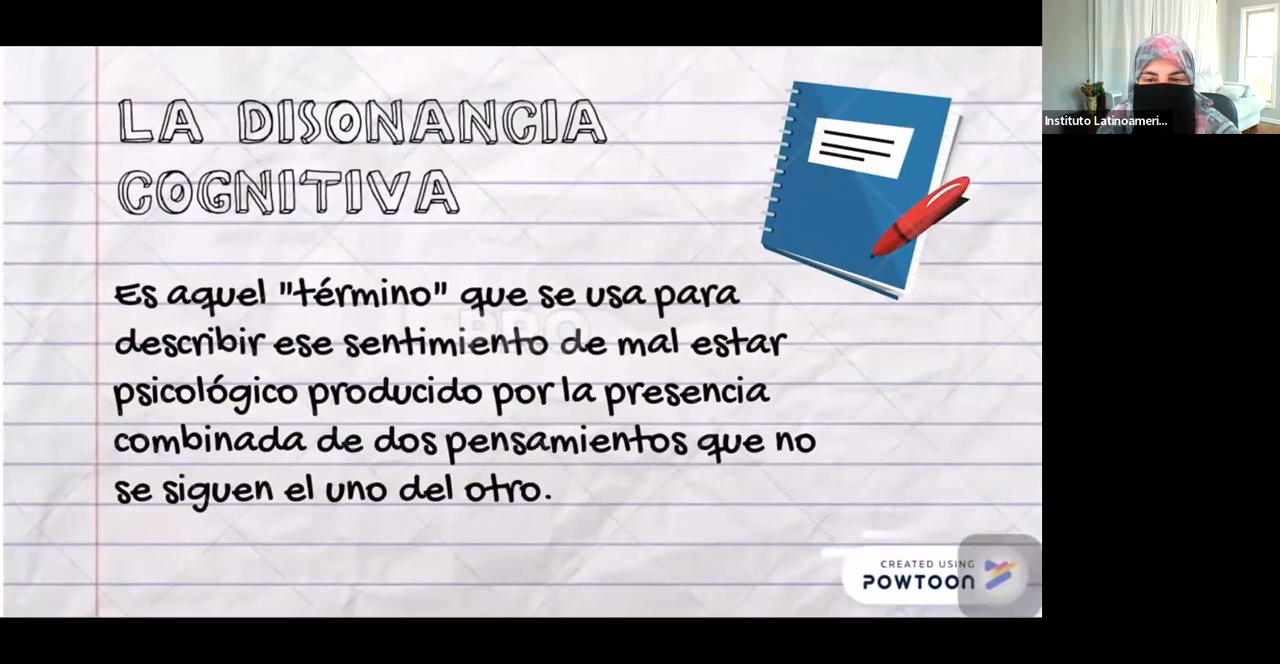 LA DISONANCIA
COGNITIVA
Es aquel "término" que se usa para
describir ese sentimiento de mal estar
psicológico producido por la presencia
combinada de dos pensamientos que no
se siguen el uno del otro.
PRO
CREATED USING
POWTOON
Instituto Latinoameri...